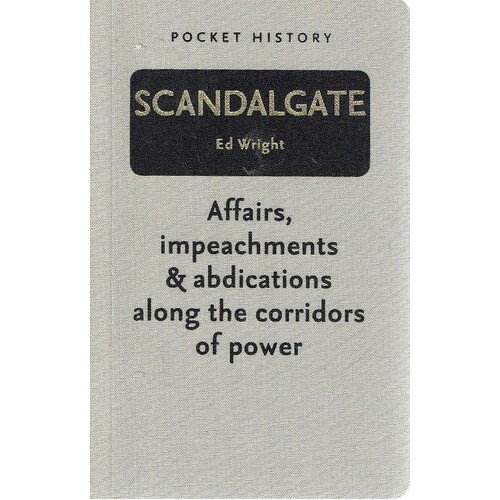 POCKET HISTORY
SCANDALGATE
Ed Wright
Affairs,
impeachments
& abdications
along the corridors
of power